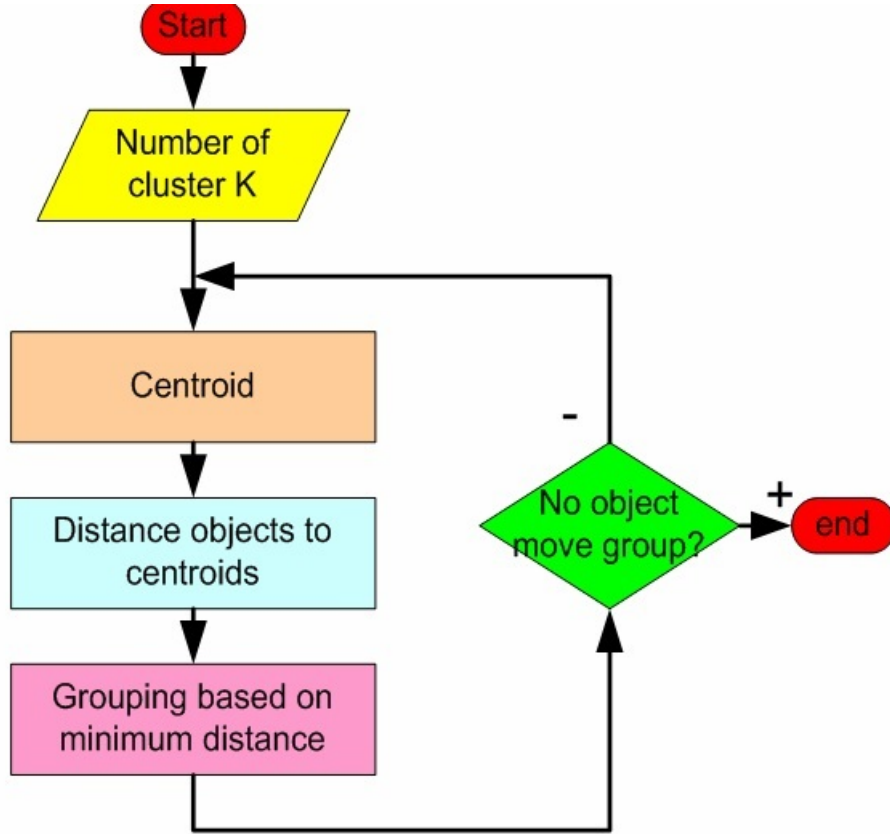 Start
Number of
cluster K
Centroid
Distance objects to
centroids
Grouping based on
minimum distance
-
No object
move group?
+
end